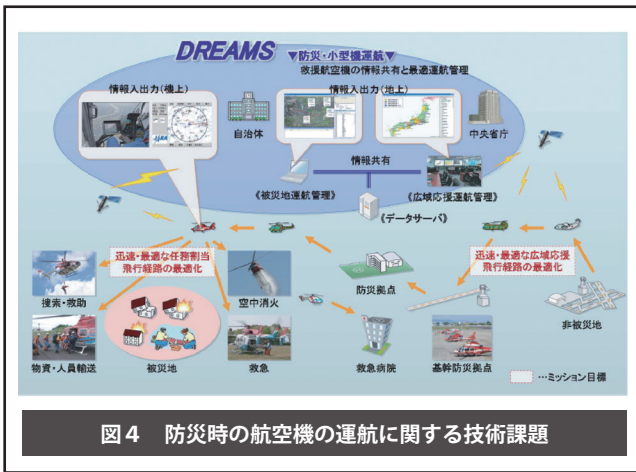 DREAMS
▼防災・小型機運航▼
救援航空機の情報共有と最適運航管理
情報入出力(機上)
情報入出力(地上)
自治体
中央省庁
情報共有
《被災地運航管理》
《広域応援運航管理》
《データサーバ》
迅速・最適な任務割当
飛行経路の最適化
迅速・最適な広域応援
飛行経路の最適化
捜索・救助
空中消火
防災拠点
非被災地
物資・人員輸送
被災地
救急
救急病院
基幹防災拠点
…ミッション目標
図4 防災時の航空機の運航に関する技術課題